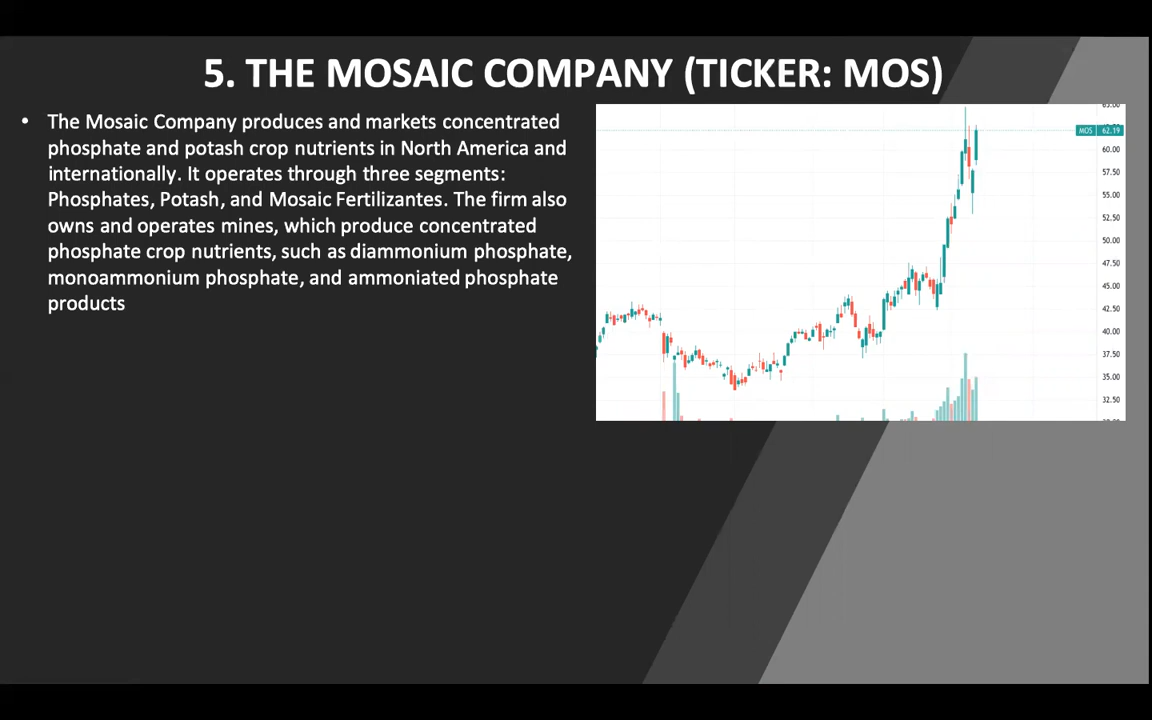 5. THE MOSAIC COMPANY (TICKER: MOS)
• The Mosaic Company produces and markets concentrated
phosphate and potash crop nutrients in North America and
internationally. It operates through three segments:
Phosphates, Potash, and Mosaic Fertilizantes. The firm also
owns and operates mines, which produce concentrated
phosphate crop nutrients, such as diammonium phosphate,
monoammonium phosphate, and ammoniated phosphate
products
65.00
MOS 62.19
60.00
57.50
55.00
52.50
50.00
47.50
45.00
42.50
40.00
37.50
35.00
32.50